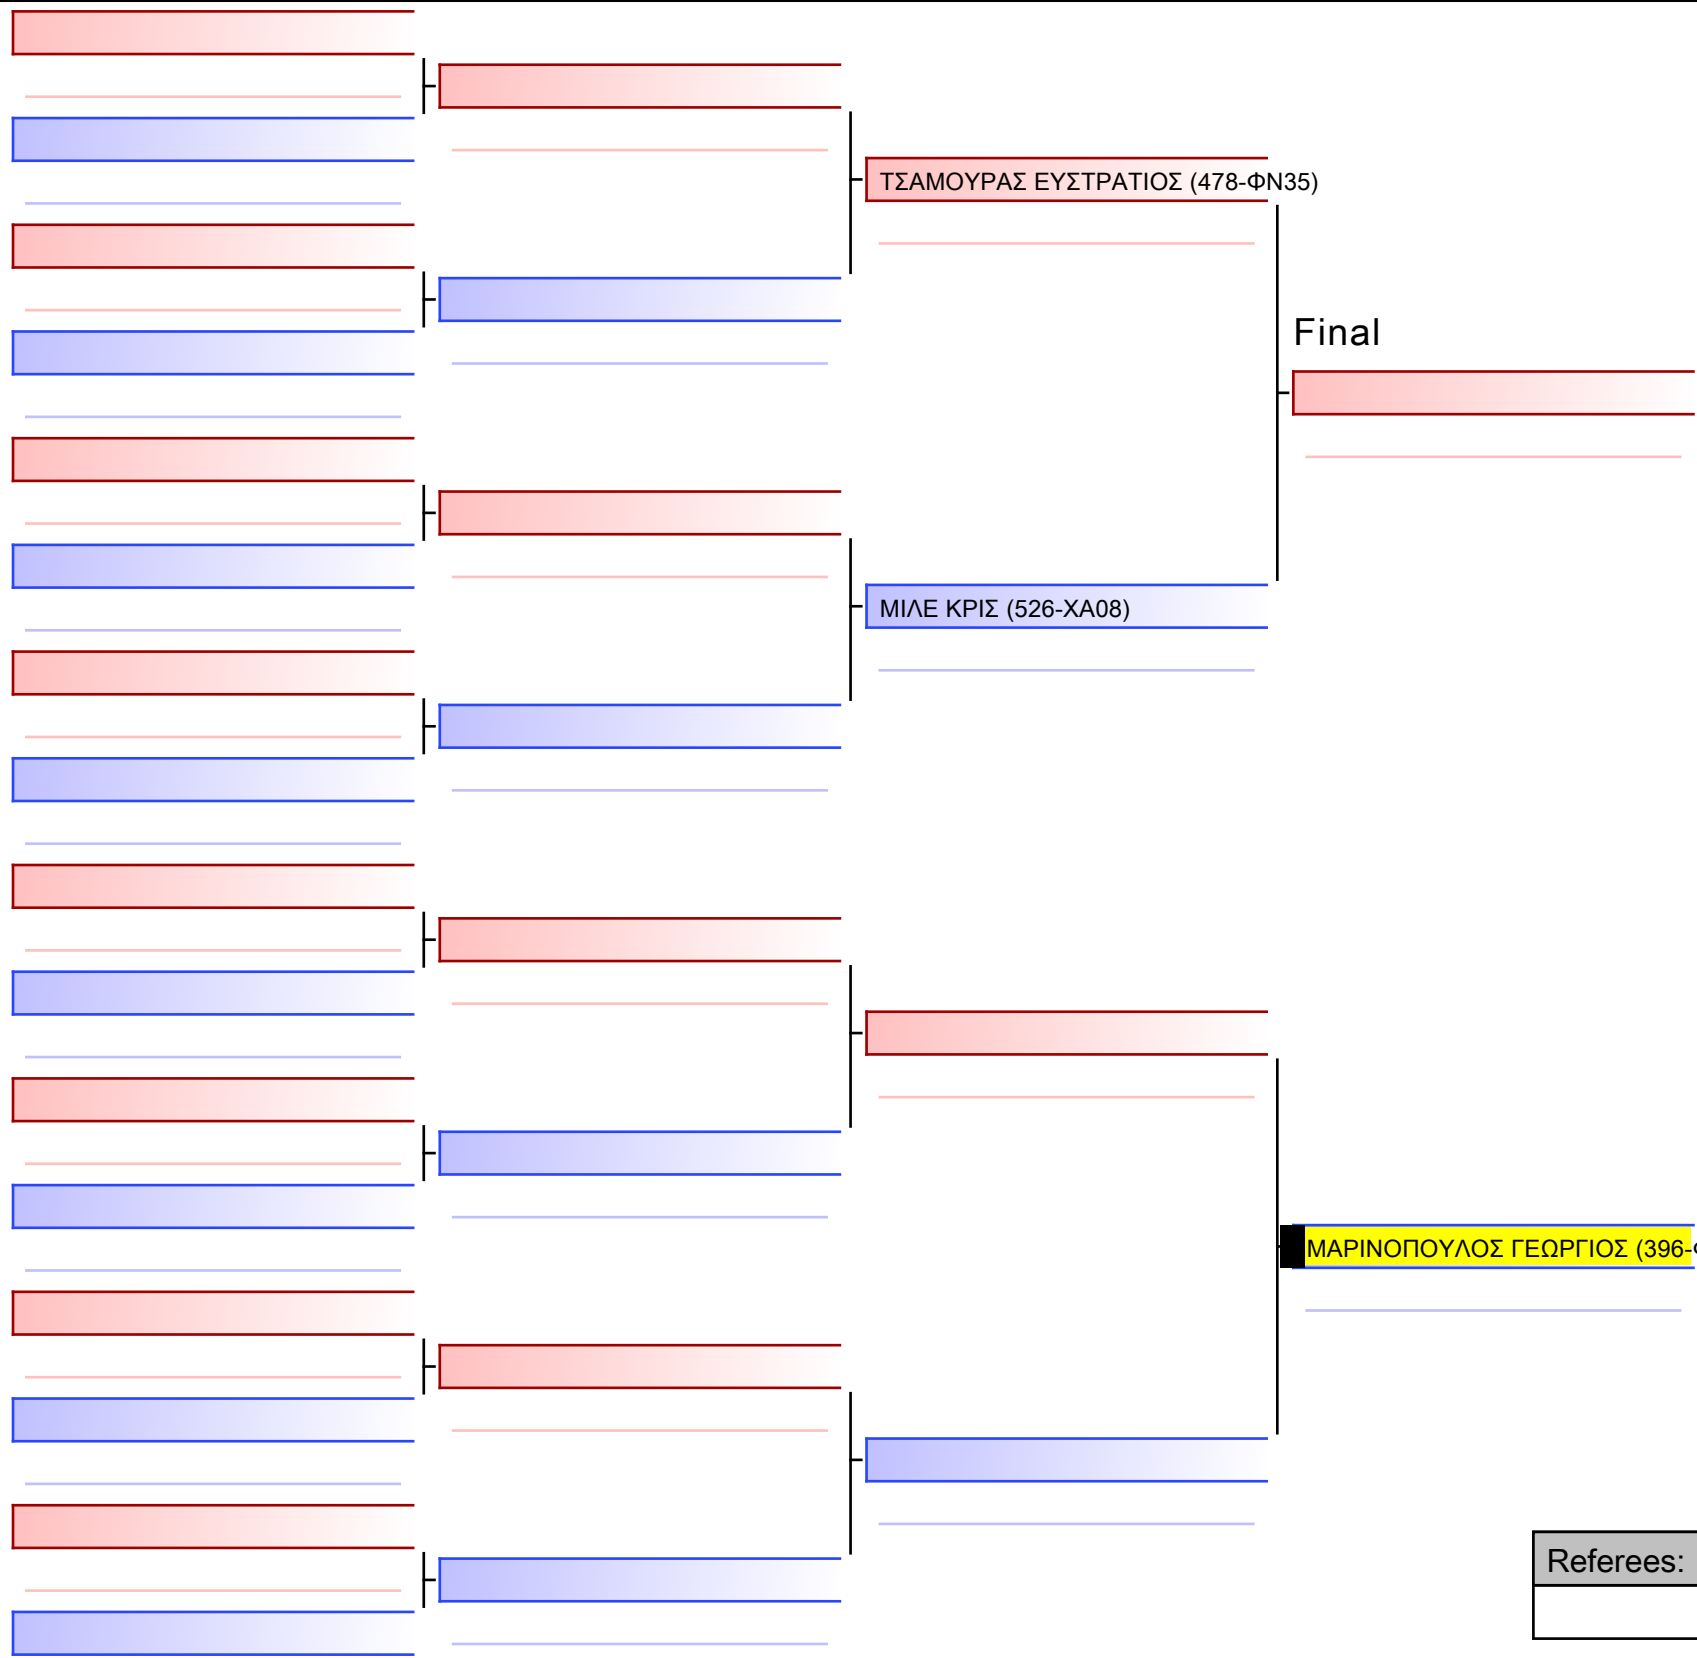 ΤΣΑΜΟΥΡΑΣ ΕΥΣΤΡΑΤΙΟΣ (478-ΦΝ35)
Final
ΜΙΛΕ ΚΡΙΣ (526-ΧΑ08)
ΜΑΡΙΝΟΠΟΥΛΟΣ ΓΕΩΡΓΙΟΣ (396-
Referees: